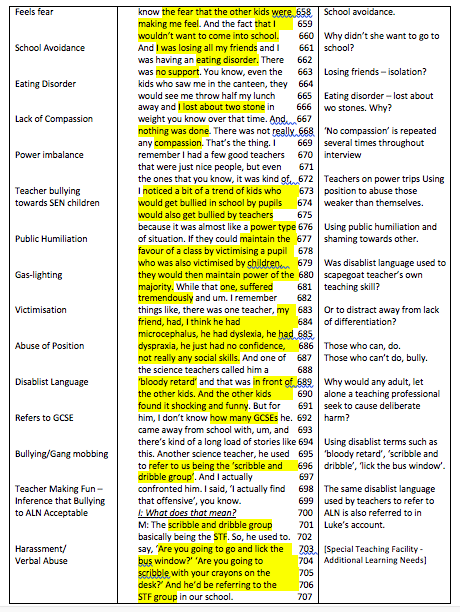 Feels fear
School Avoidance
Eating Disorder
Lack of Compassion
Power imbalance
Teacher bullying
towards SEN children
Public Humiliation
Gas-lighting
Victimisation
Abuse of Position
Disablist Language
Refers to GCSE
Bullying/Gang mobbing
Teacher Making Fun –
Inference that Bullying
to ALN Acceptable
Harassment/
Verbal Abuse
know the fear that the other kids were 658
making me feel. And the fact that I 659
wouldn't want to come into school. 660
And I was losing all my friends and I 661
was having an eating disorder. There 662
was no support. You know, even the 663
kids who saw me in the canteen, they 664
would see me throw half my lunch 665
away and I lost about two stone in 666
weight you know over that time. And 667
nothing was done. There was not really 668
any compassion. That's the thing. I 669
remember I had a few good teachers 670
that were just nice people, but even 671
the ones that you know, it was kind of 672
I noticed a bit of a trend of kids who 673
would get bullied in school by pupils 674
would also get bullied by teachers 675
because it was almost like a power type 676
of situation. If they could maintain the 677
favour of a class by victimising a pupil 678
who was also victimised by children, 679
they would then maintain power of the 680
majority. While that one, suffered 681
tremendously and um. I remember 682
things like, there was one teacher, my 683
friend, had, I think he had 684
microcephalus, he had dyslexia, he had 685
dyspraxia, he just had no confidence, 686
not really any social skills. And one of 687
the science teachers called him a 688
'bloody retard' and that was in front of 689
the other kids. And the other kids 690
found it shocking and funny. But for 691
him, I don't know how many GCSEs he 692
came away from school with, um, and 693
there's kind of a long load of stories like 694
this. Another science teacher, he used 695
to refer to us being the 'scribble and 696
dribble group'. And I actually 697
confronted him. I said, 'I actually find 698
that offensive', you know. 699
I: What does that mean? 700
M: The scribble and dribble group 701
basically being the STF. So, he used to. 702
say, 'Are you going to go and lick the 703
bus window?' 'Are you going to 704
scribble with your crayons on the 705
desk?' And he'd be referring to the 706
STF group in our school. 707
School avoidance.
Why didn't she want to go to
school?
Losing friends – isolation?
Eating disorder – lost about
wo stones. Why?
'No compassion' is repeated
several times throughout
interview
Teachers on power trips Using
position to abuse those
weaker than themselves.
Using public humiliation and
shaming towards other.
Was disablist language used to
scapegoat teacher's own
teaching skill?
Or to distract away from lack
of differentiation?
Those who can, do.
Those who can't do, bully.
Why would any adult, let
alone a teaching professional
seek to cause deliberate
harm?
Using disablist terms such as
'bloody retard', 'scribble and
dribble', 'lick the bus window'.
The same disablist language
used by teachers to refer to
ALN is also referred to in
Luke's account.
[Special Teaching Facility -
Additional Learning Needs]